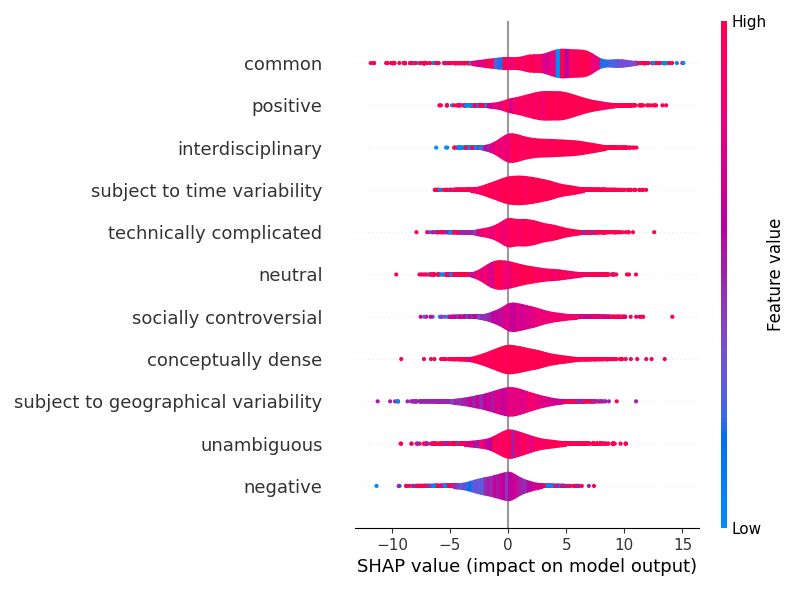 High
common
positive
interdisciplinary
subject to time variability
technically complicated
neutral
socially controversial
conceptually dense
subject to geographical variability
unambiguous
negative
Feature value
Low
−10 −5 0 5 10 15
SHAP value (impact on model output)